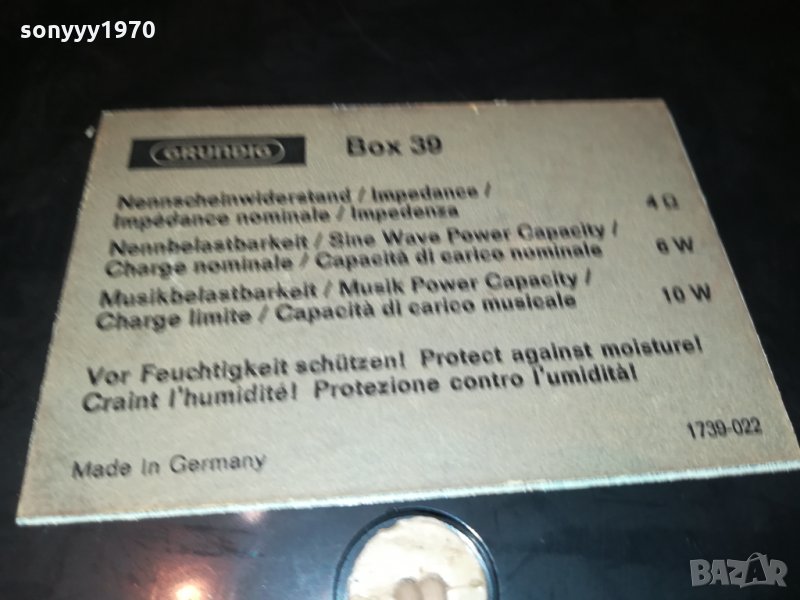 sonyyy1970
GRUNDIG Box 39
Nennscheinwiderstand / Impedance /
Impédance nominale / Impedenza 4 Ω
Nennbelastbarkeit / Sine Wave Power Capacity /
Charge nominale / Capacità di carico nominale 6 W
Musikbelastbarkeit / Musik Power Capacity /
Charge limite / Capacità di carico musicale 10 W
Vor Feuchtigkeit schützen! Protect against moisture!
Craint l'humidité! Protezione contro l'umidità!
1739-022
Made in Germany
BAZAR